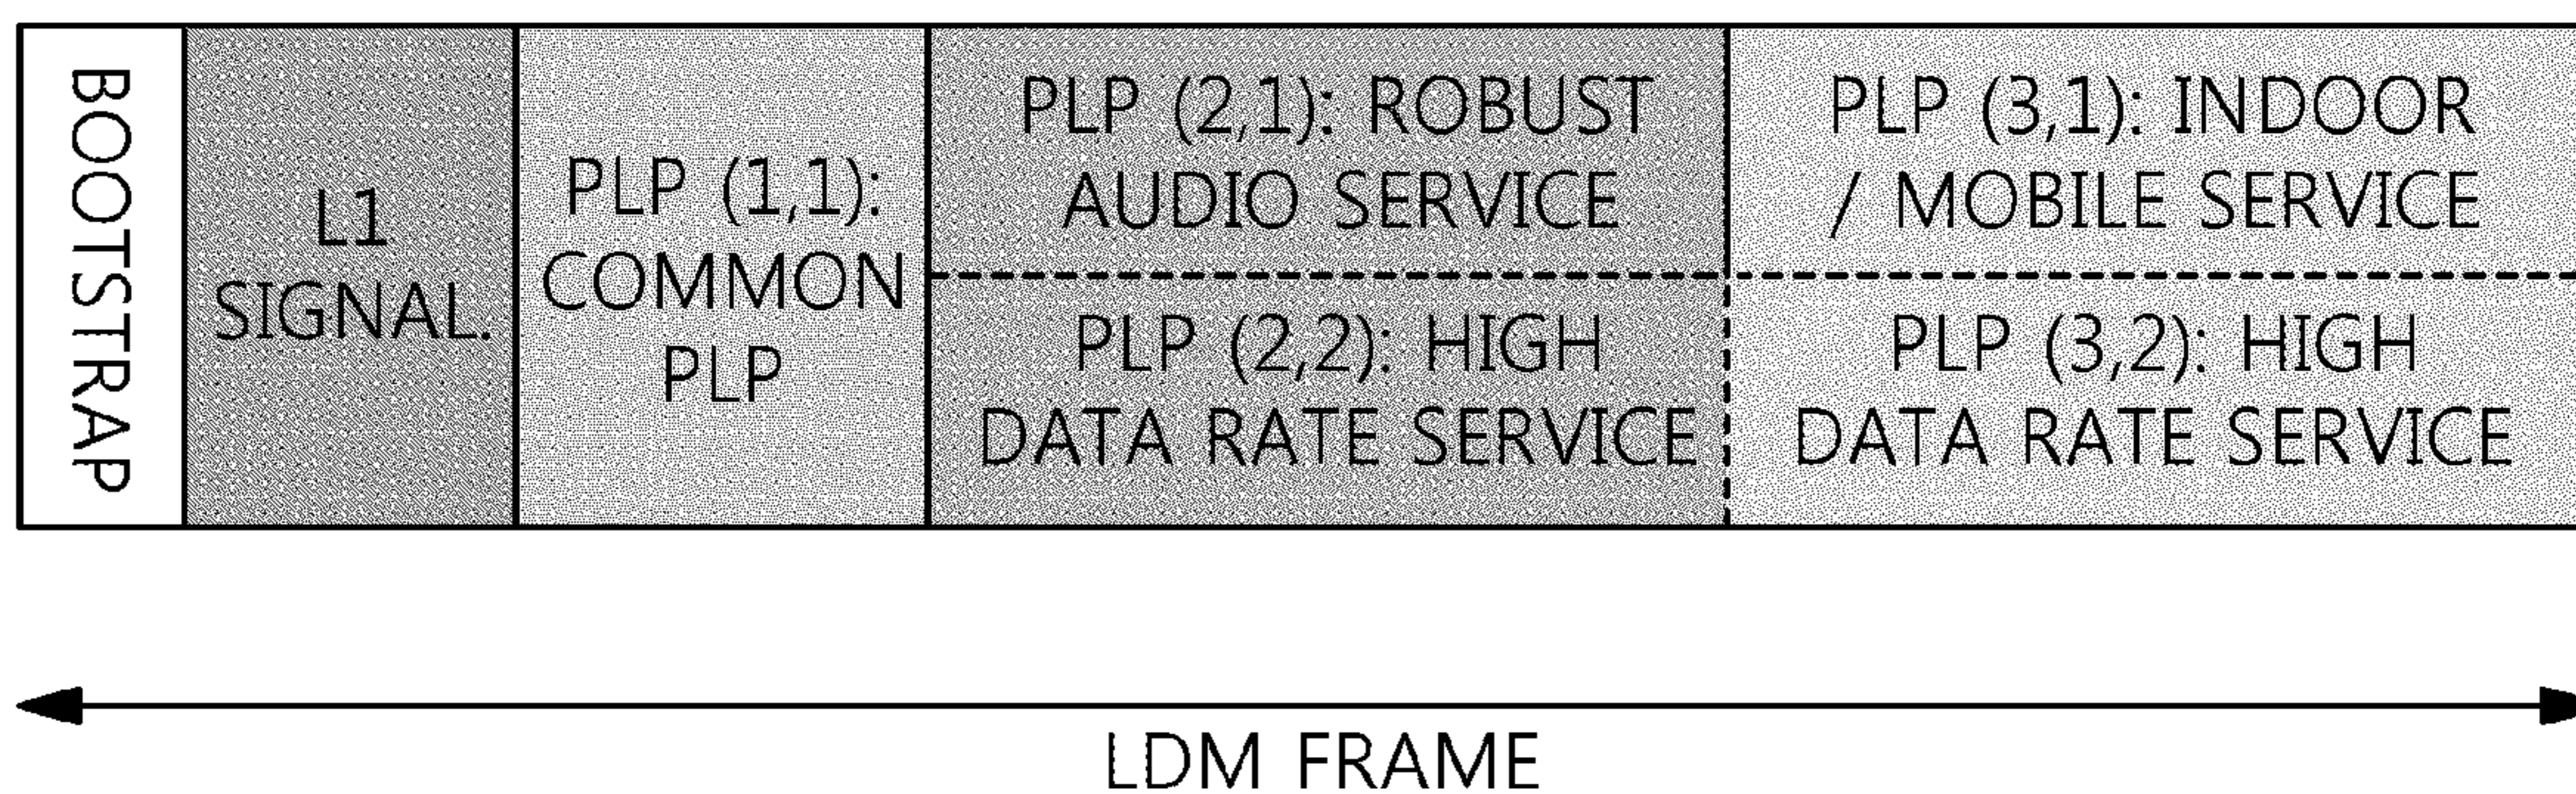 BOOTSTRAP
L1
SIGNAL.
PLP (1,1):
COMMON
PLP
PLP (2,1): ROBUST
AUDIO SERVICE
PLP (2,2): HIGH
DATA RATE SERVICE
PLP (3,1): INDOOR
/ MOBILE SERVICE
PLP (3,2): HIGH
DATA RATE SERVICE
LDM FRAME